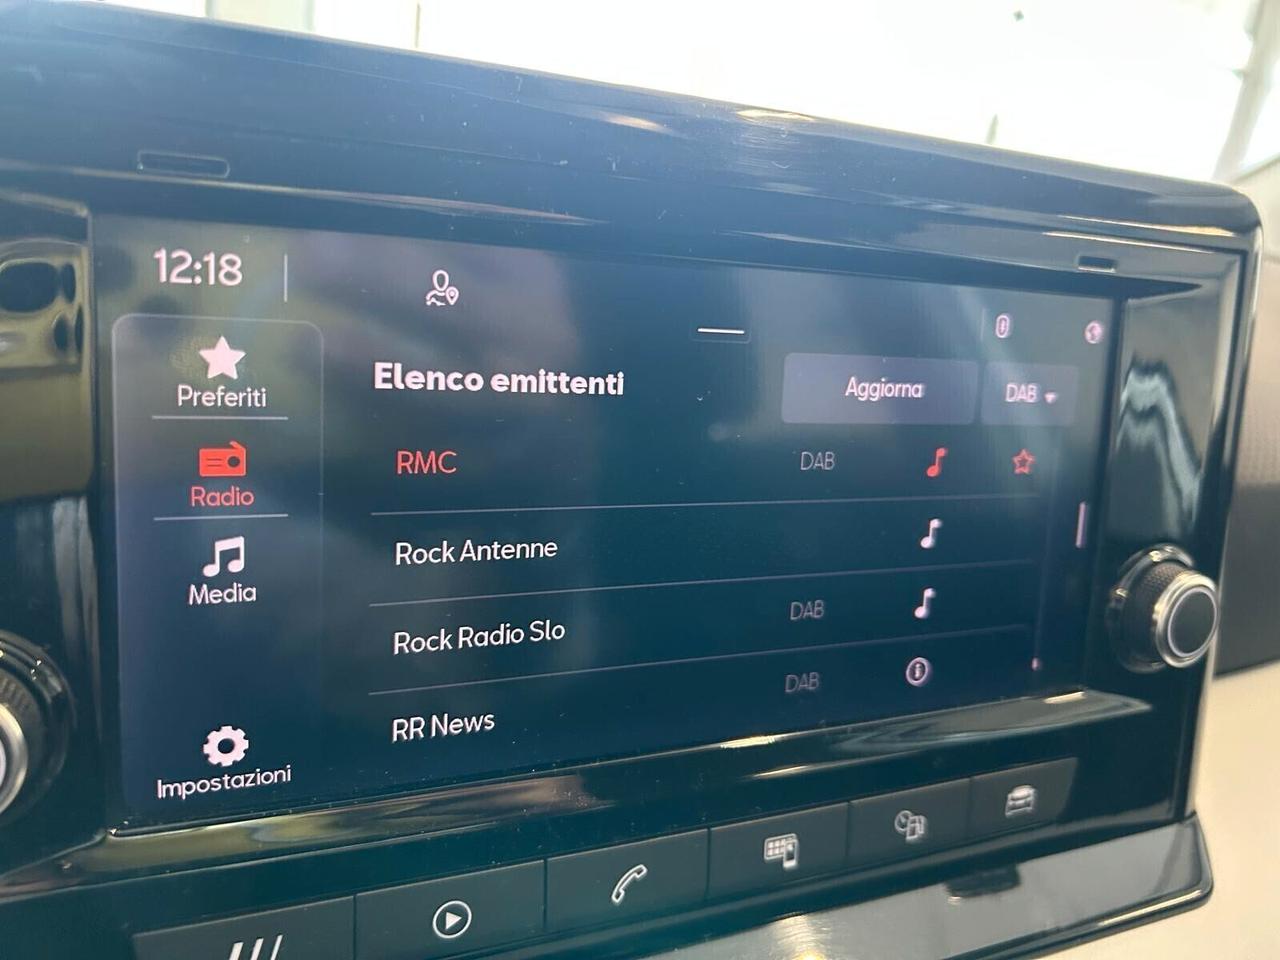 12:18
Preferiti
Radio
Media
Impostazioni
Elenco emittenti
Aggiorna
DAB
RMC
DAB
Rock Antenne
Rock Radio Slo
DAB
RR News
DAB